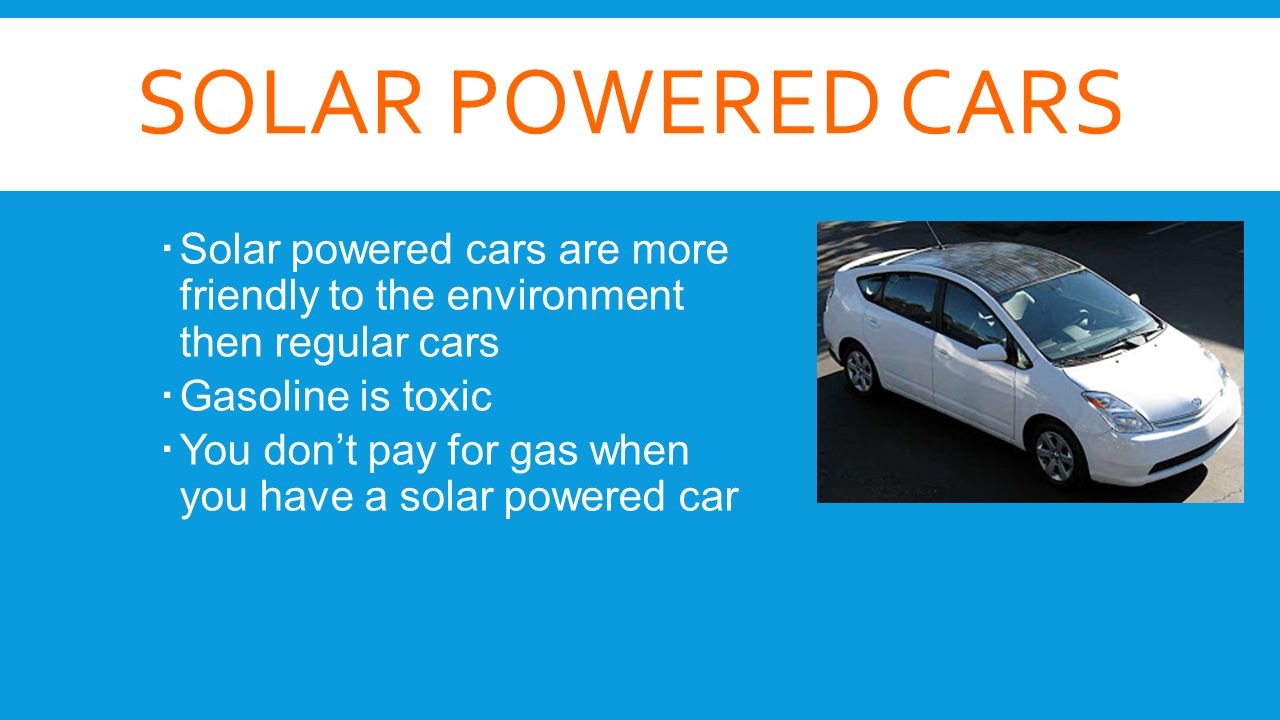 SOLAR POWERED CARS
▪ Solar powered cars are more
friendly to the environment
then regular cars
▪ Gasoline is toxic
▪ You don’t pay for gas when
you have a solar powered car